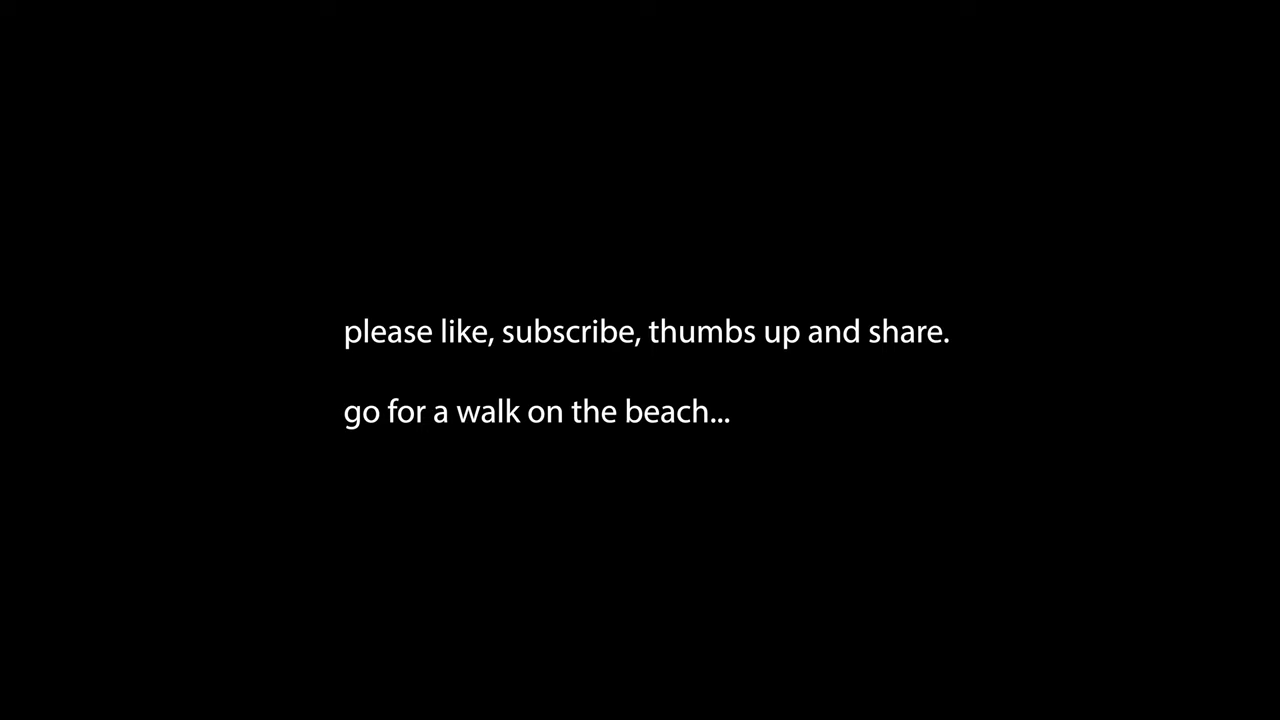 please like, subscribe, thumbs up and share.
go for a walk on the beach...